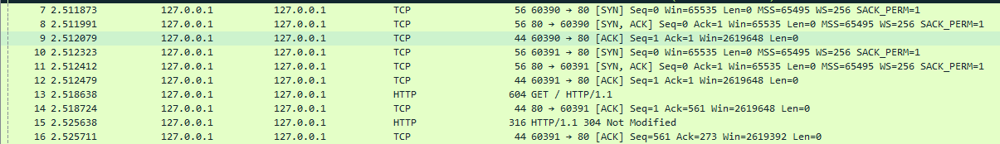 7 2.511873 127.0.0.1 127.0.0.1 TCP 56 60390 → 80 [SYN] Seq=0 Win=65535 Len=0 MSS=65495 WS=256 SACK_PERM=1
8 2.511991 127.0.0.1 127.0.0.1 TCP 56 80 → 60390 [SYN, ACK] Seq=0 Ack=1 Win=65535 Len=0 MSS=65495 WS=256 SACK_PERM=1
9 2.512079 127.0.0.1 127.0.0.1 TCP 44 60390 → 80 [ACK] Seq=1 Ack=1 Win=2619648 Len=0
10 2.512323 127.0.0.1 127.0.0.1 TCP 56 60391 → 80 [SYN] Seq=0 Win=65535 Len=0 MSS=65495 WS=256 SACK_PERM=1
11 2.512412 127.0.0.1 127.0.0.1 TCP 56 80 → 60391 [SYN, ACK] Seq=0 Ack=1 Win=65535 Len=0 MSS=65495 WS=256 SACK_PERM=1
12 2.512479 127.0.0.1 127.0.0.1 TCP 44 60391 → 80 [ACK] Seq=1 Ack=1 Win=2619648 Len=0
13 2.518638 127.0.0.1 127.0.0.1 HTTP 604 GET / HTTP/1.1
14 2.518724 127.0.0.1 127.0.0.1 TCP 44 80 → 60391 [ACK] Seq=1 Ack=561 Win=2619648 Len=0
15 2.525638 127.0.0.1 127.0.0.1 HTTP 316 HTTP/1.1 304 Not Modified
16 2.525711 127.0.0.1 127.0.0.1 TCP 44 60391 → 80 [ACK] Seq=561 Ack=273 Win=2619392 Len=0